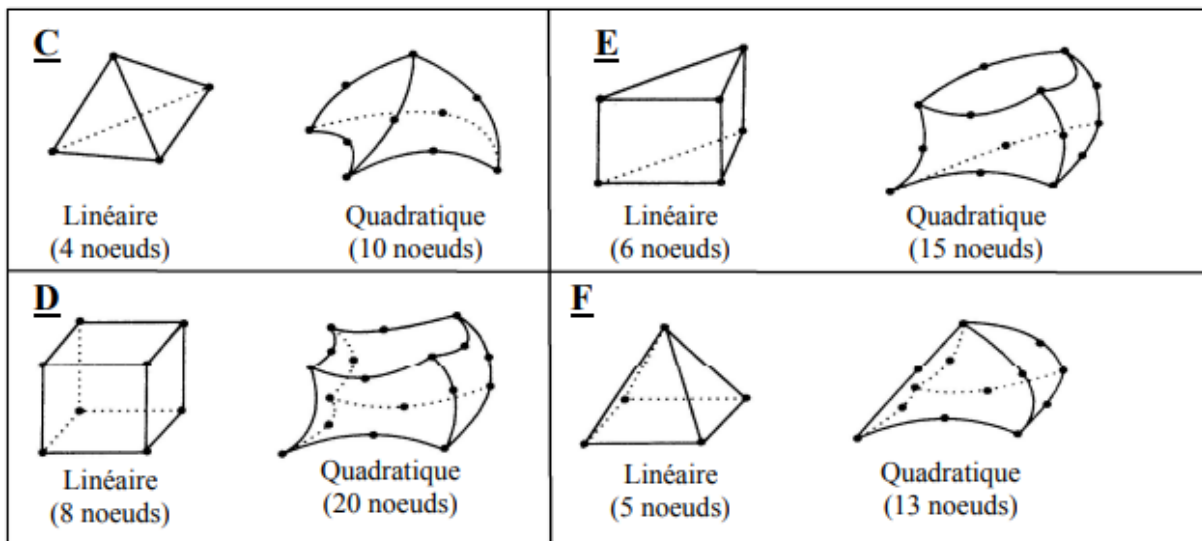 C
Linéaire
(4 noeuds)
Quadratique
(10 noeuds)
E
Linéaire
(6 noeuds)
Quadratique
(15 noeuds)
D
Linéaire
(8 noeuds)
Quadratique
(20 noeuds)
F
Linéaire
(5 noeuds)
Quadratique
(13 noeuds)